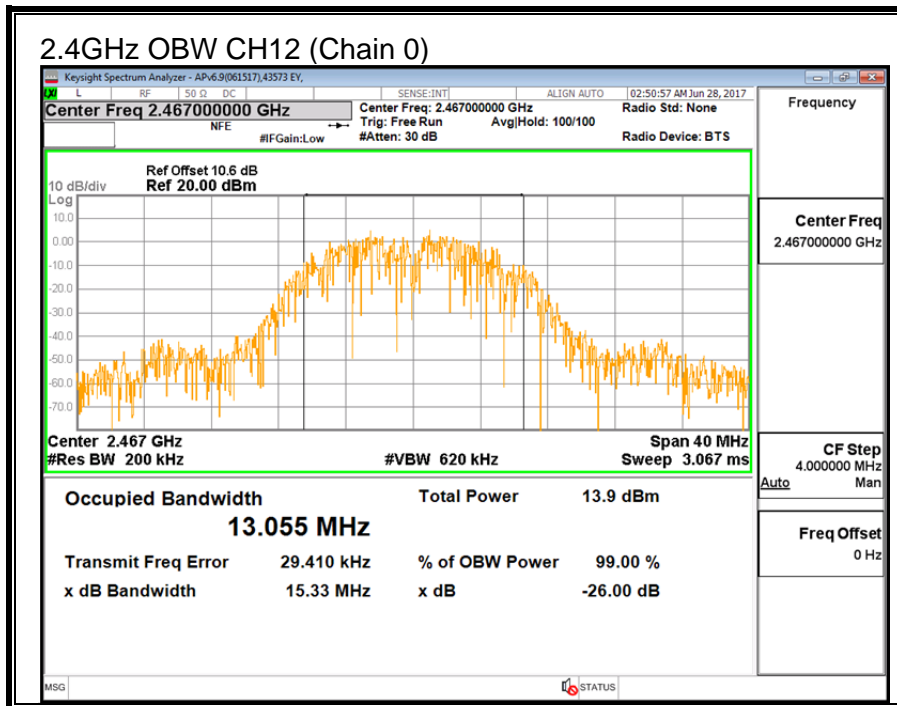 2.4GHz OBW CH12 (Chain 0)
Keysight Spectrum Analyzer - APv6.9(061517),43573 EY,
LXI L RF 50 Ω DC SENSE:INT ALIGN AUTO 02:50:57 AM Jun 28, 2017
Center Freq 2.467000000 GHz
Center Freq: 2.467000000 GHz
Radio Std: None
NFE
Trig: Free Run
Avg|Hold: 100/100
#IFGain:Low
#Atten: 30 dB
Radio Device: BTS
Frequency
Ref Offset 10.6 dB
10 dB/div Ref 20.00 dBm
Log
10.0
0.00
-10.0
-20.0
-30.0
-40.0
-50.0
-60.0
-70.0
Center Freq
2.467000000 GHz
Center 2.467 GHz
Span 40 MHz
#Res BW 200 kHz
#VBW 620 kHz
Sweep 3.067 ms
CF Step
4.000000 MHz
Auto Man
Freq Offset
0 Hz
Occupied Bandwidth
13.055 MHz
Total Power 13.9 dBm
Transmit Freq Error 29.410 kHz
% of OBW Power 99.00 %
x dB Bandwidth 15.33 MHz
x dB -26.00 dB
MSG
STATUS